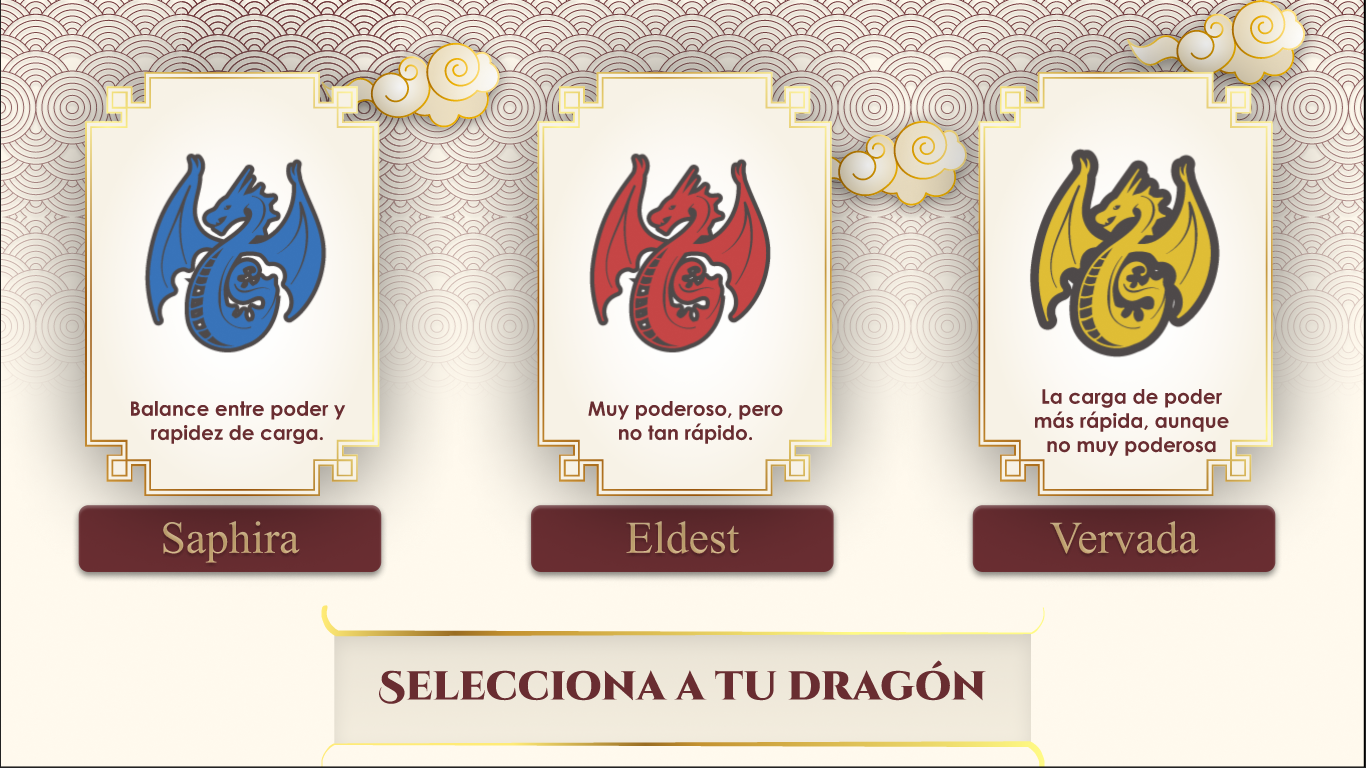 Balance entre poder y
rapidez de carga.
Saphira
Muy poderoso, pero
no tan rápido.
Eldest
La carga de poder
más rápida, aunque
no muy poderosa
Vervada
Selecciona a tu dragón